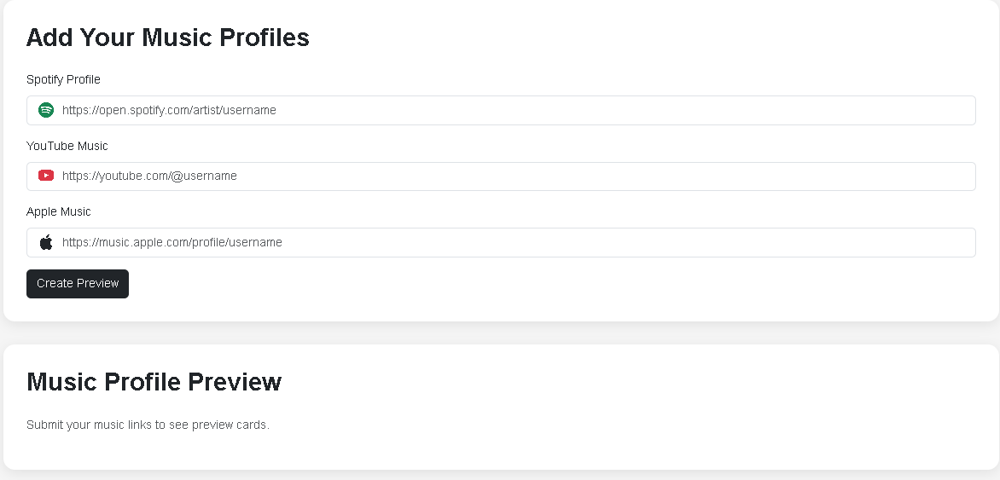 Add Your Music Profiles
Spotify Profile
https://open.spotify.com/artist/username
YouTube Music
https://youtube.com/@username
Apple Music
https://music.apple.com/profile/username
Create Preview
Music Profile Preview
Submit your music links to see preview cards.